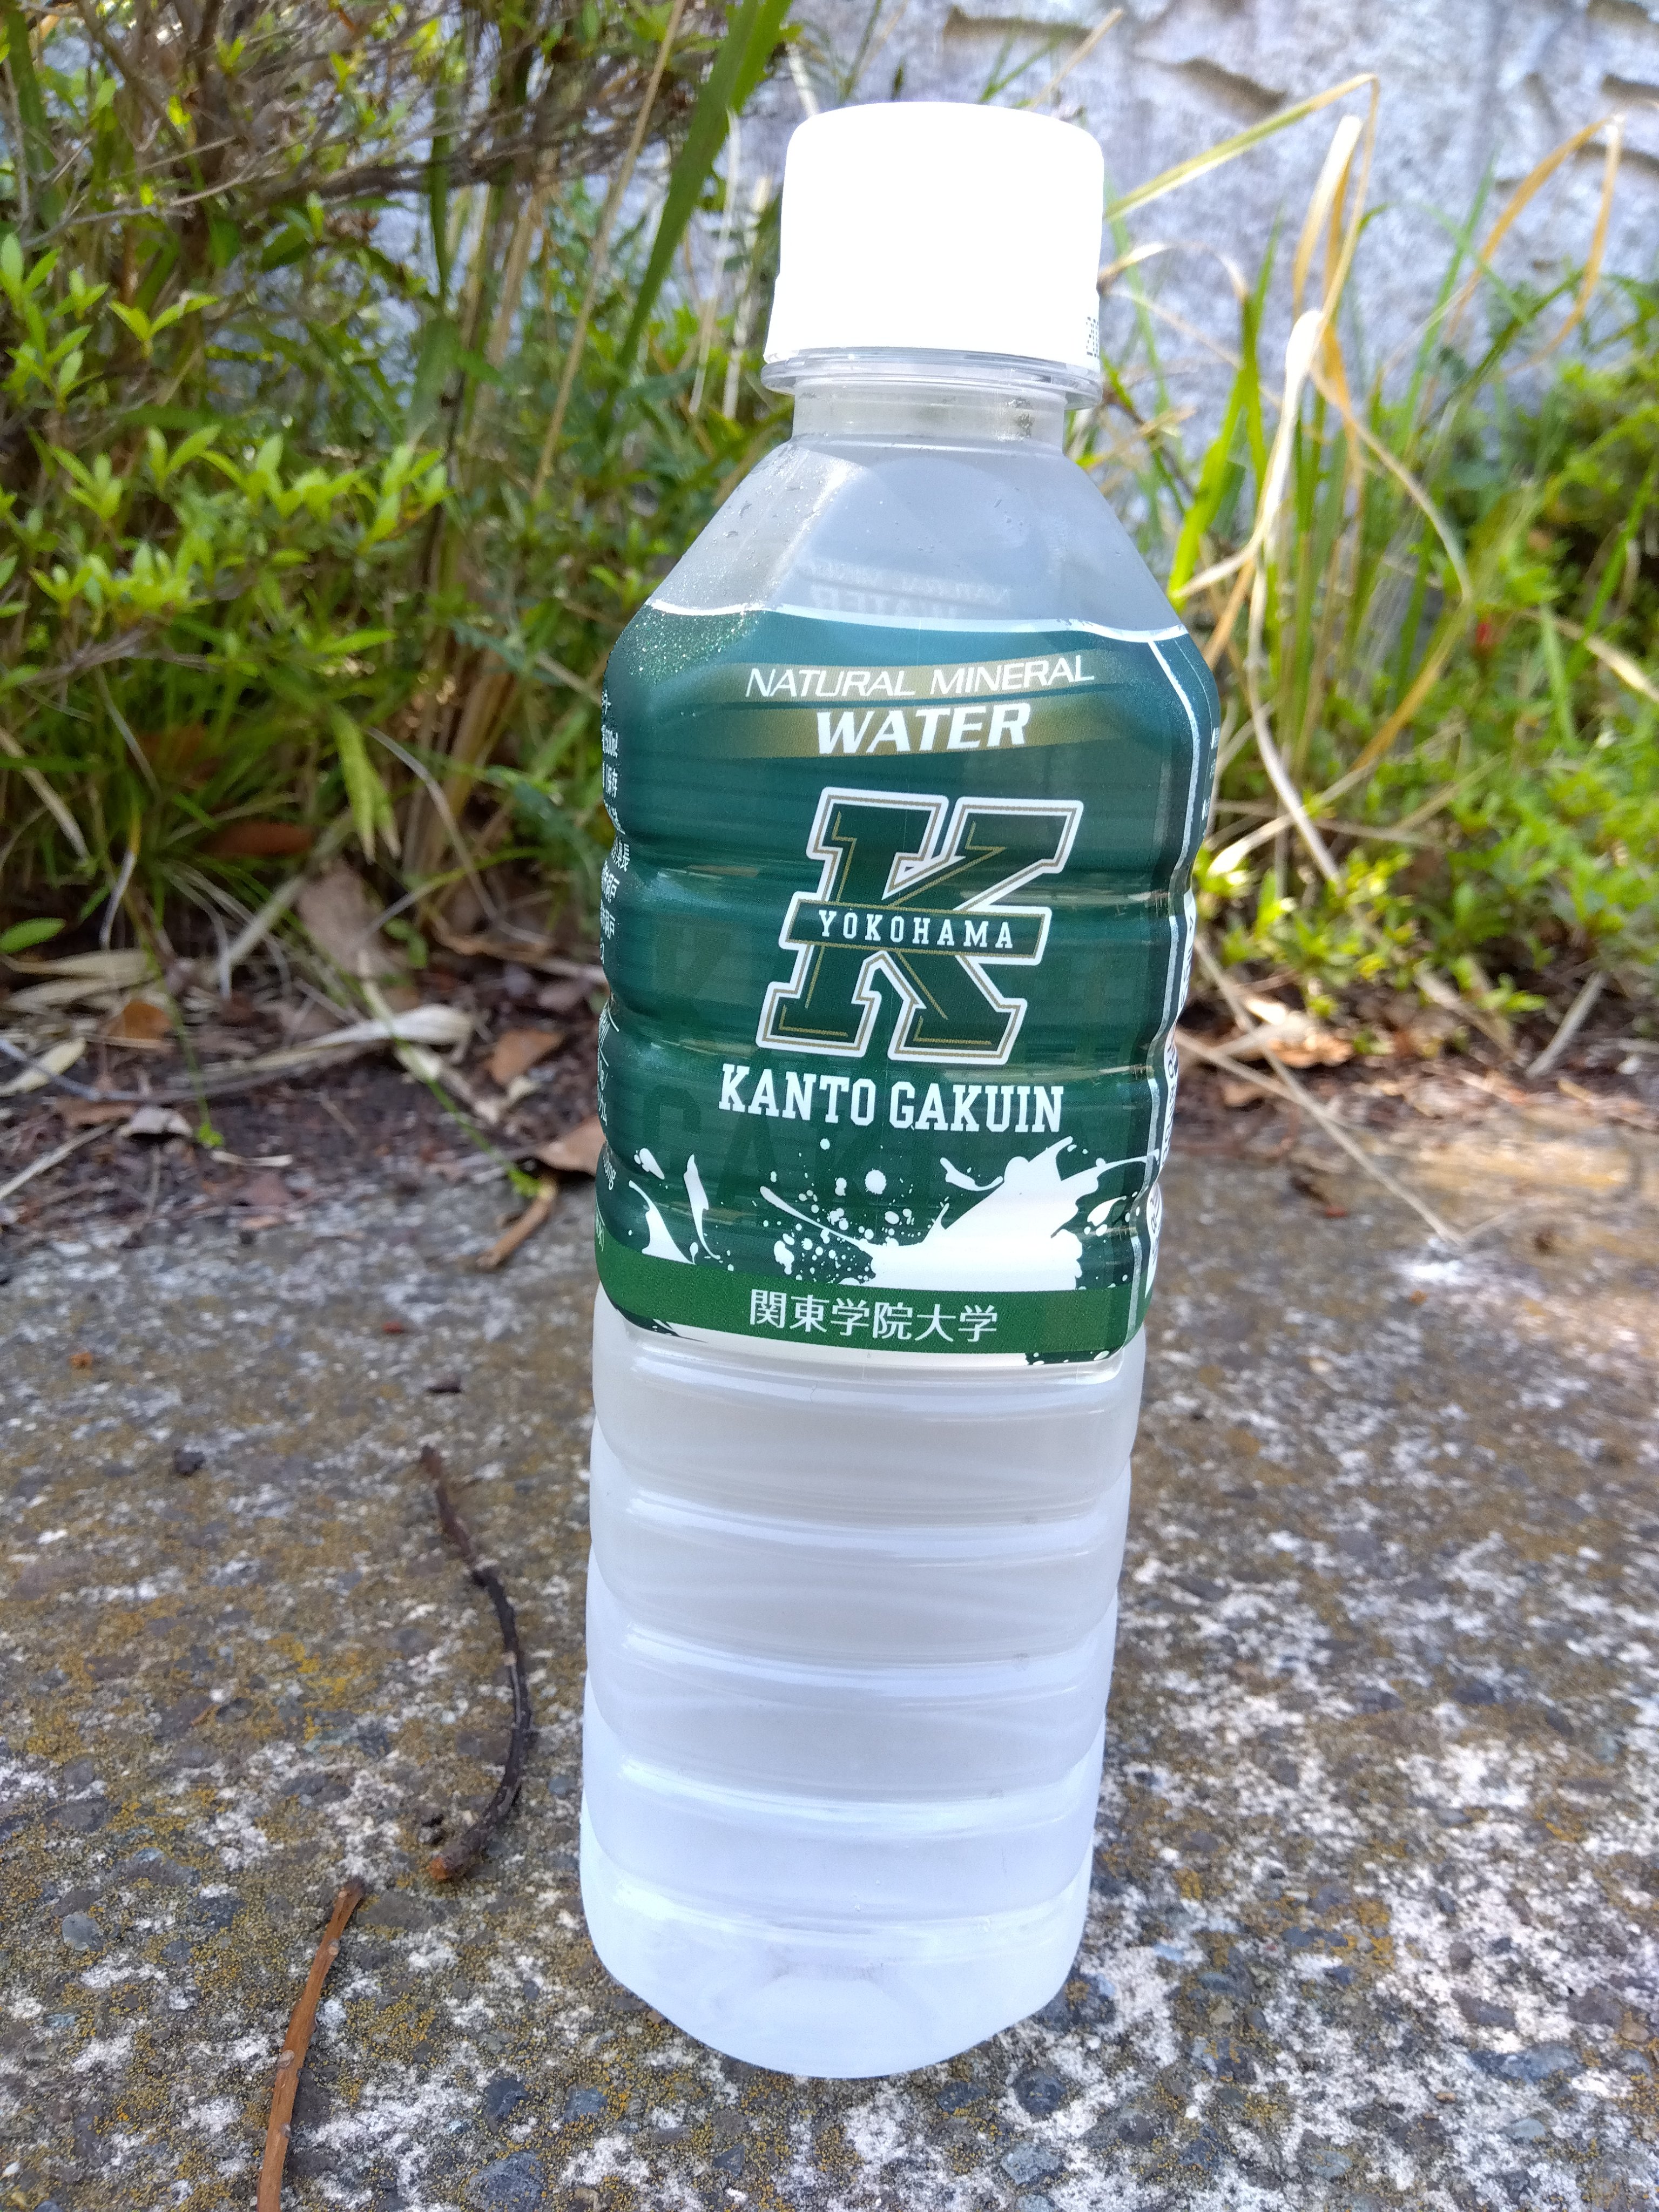 NATURAL MINERAL
WATER
YOKOHAMA
KANTO GAKUIN
関東学院大学